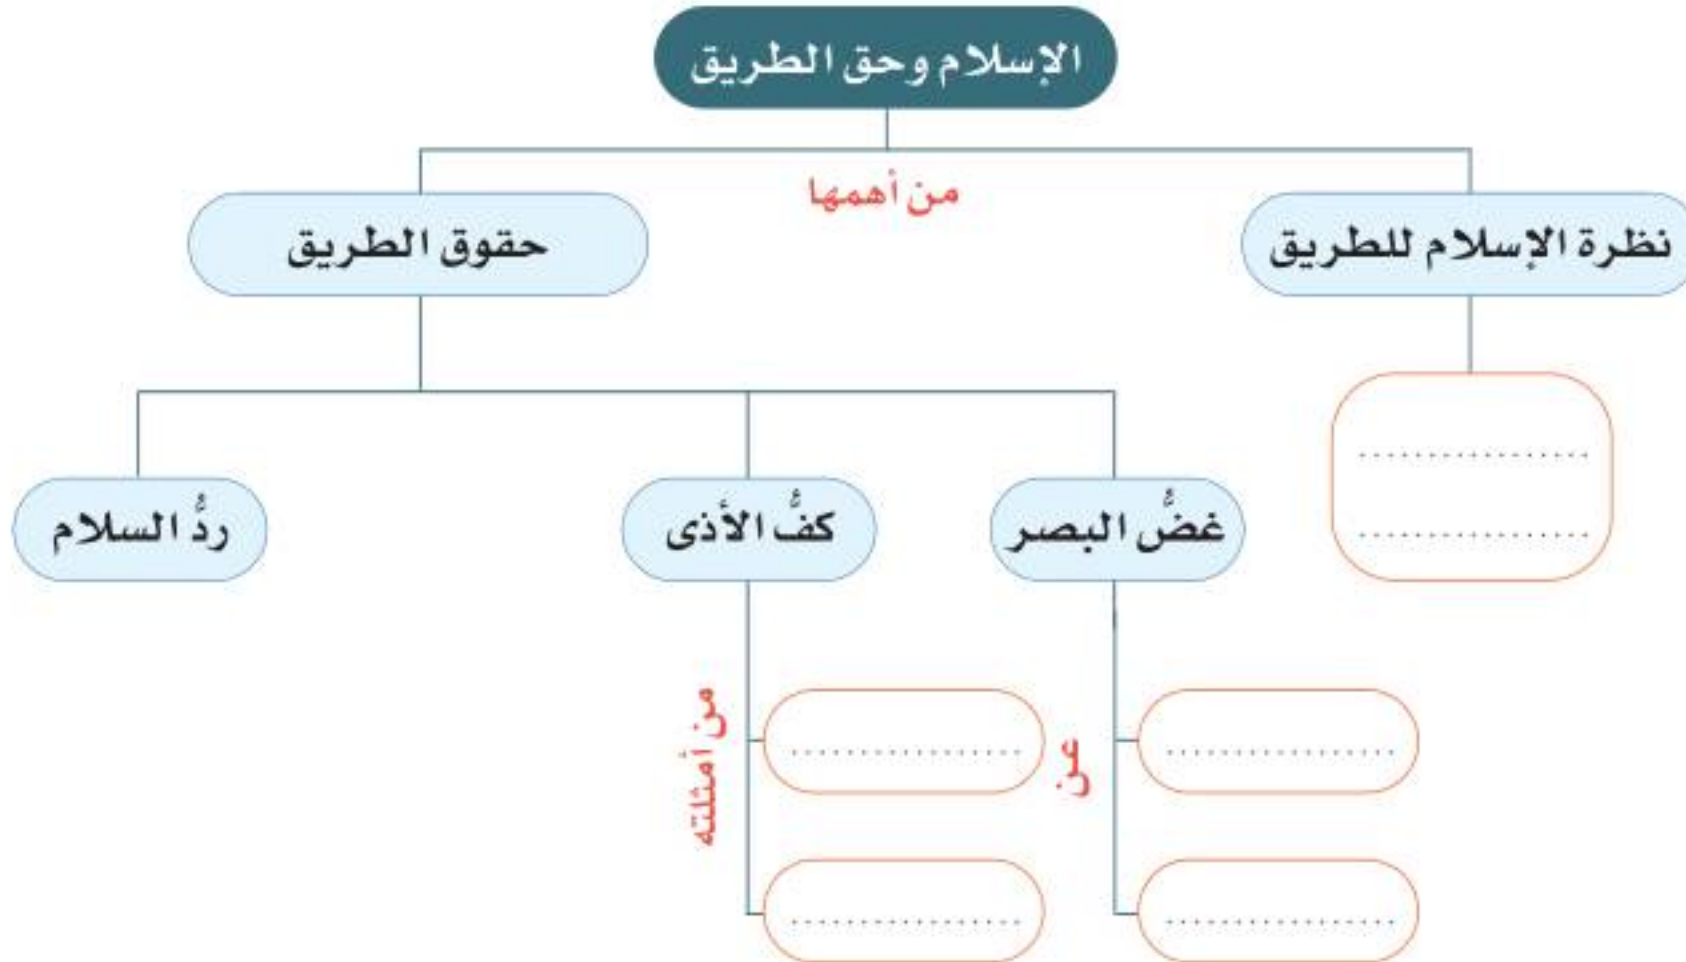 الإسلام وحق الطريق
من أهمها
نظرة الإسلام للطريق
حقوق الطريق
................
................
غضُّ البصر
كفُّ الأذى
ردُّ السلام
عن
................
................
من أمثلته
................
................